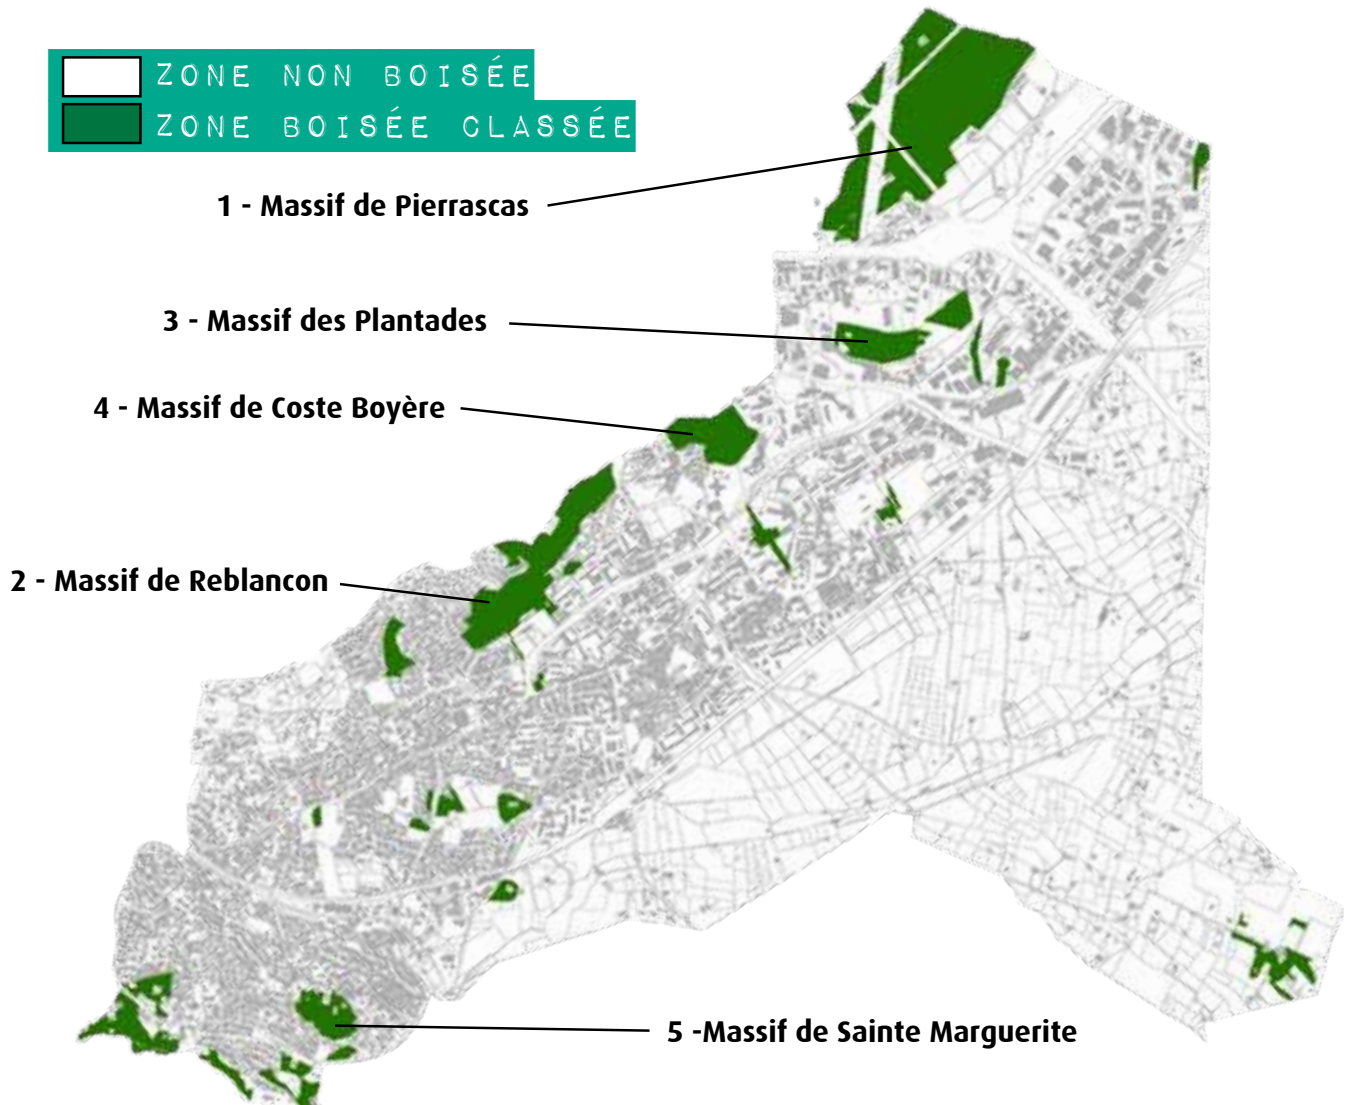 ZONE NON BOISÉE
ZONE BOISÉE CLASSÉE
1 - Massif de Pierrascas
3 - Massif des Plantades
4 - Massif de Coste Boyère
2 - Massif de Reblancon
5 -Massif de Sainte Marguerite